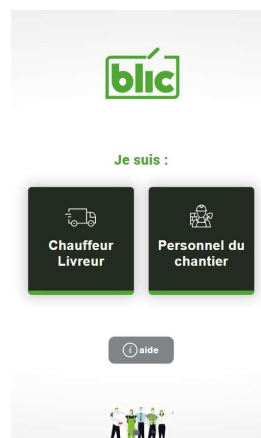 blic
Je suis :
Chauffeur
Livreur
Personnel du
chantier
i aide